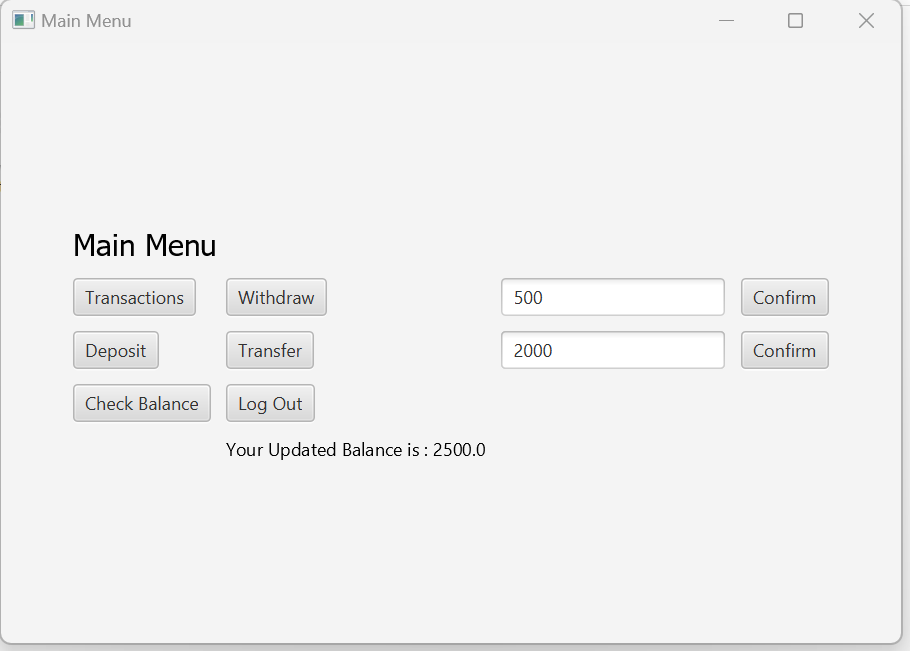 Main Menu
Main Menu
Transactions Withdraw 500 Confirm
Deposit Transfer 2000 Confirm
Check Balance Log Out
Your Updated Balance is : 2500.0